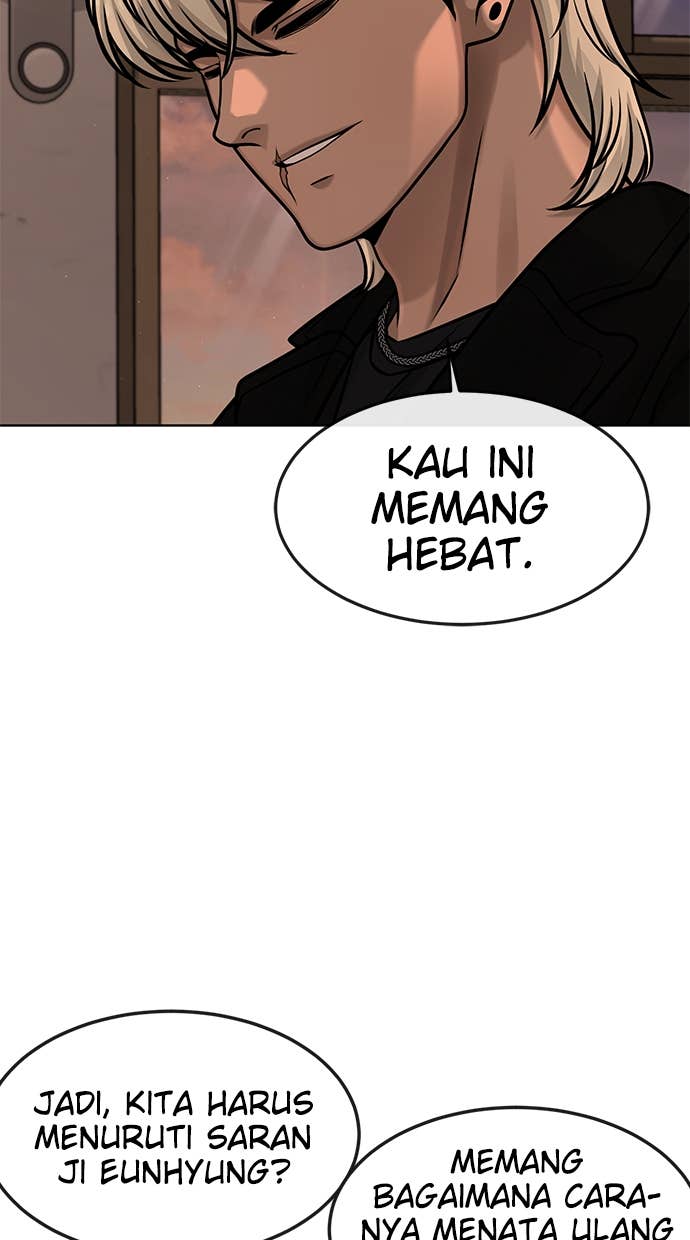 KAU INI
MEMANG
HEBAT.
JADI, KITA HARUS
MENURUTI SARAN
JI EUNHYUNG?
MEMANG
BAGAIMANA CARA-
NYA MENATA ULANG